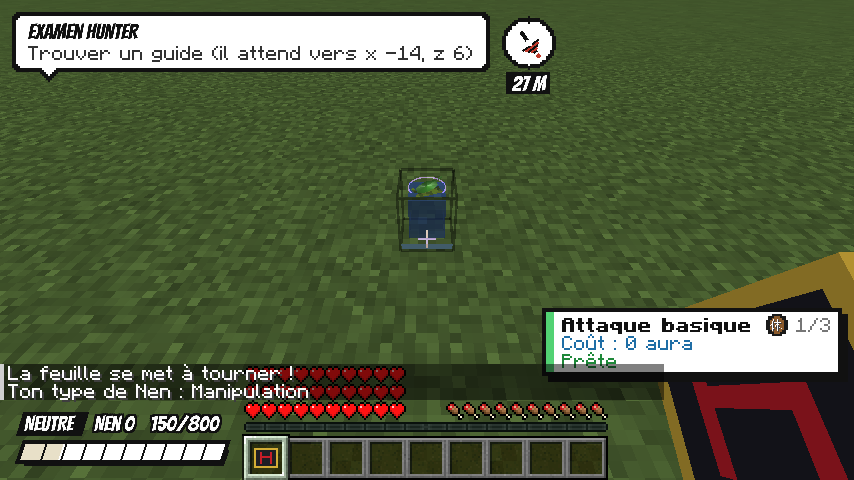 EXAMEN HUNTER
Trouver un guide (il attend vers x -14, z 6)
27 M
Attaque basique
休
1/3
Coût : 0 aura
Prête
La feuille se met à tourner !
Ton type de Nen : Manipulation
NEUTRE
NEN 0
150/800
H